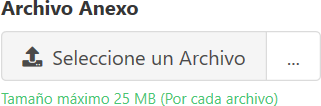 Archivo Anexo
Seleccione un Archivo ...
Tamaño máximo 25 MB (Por cada archivo)